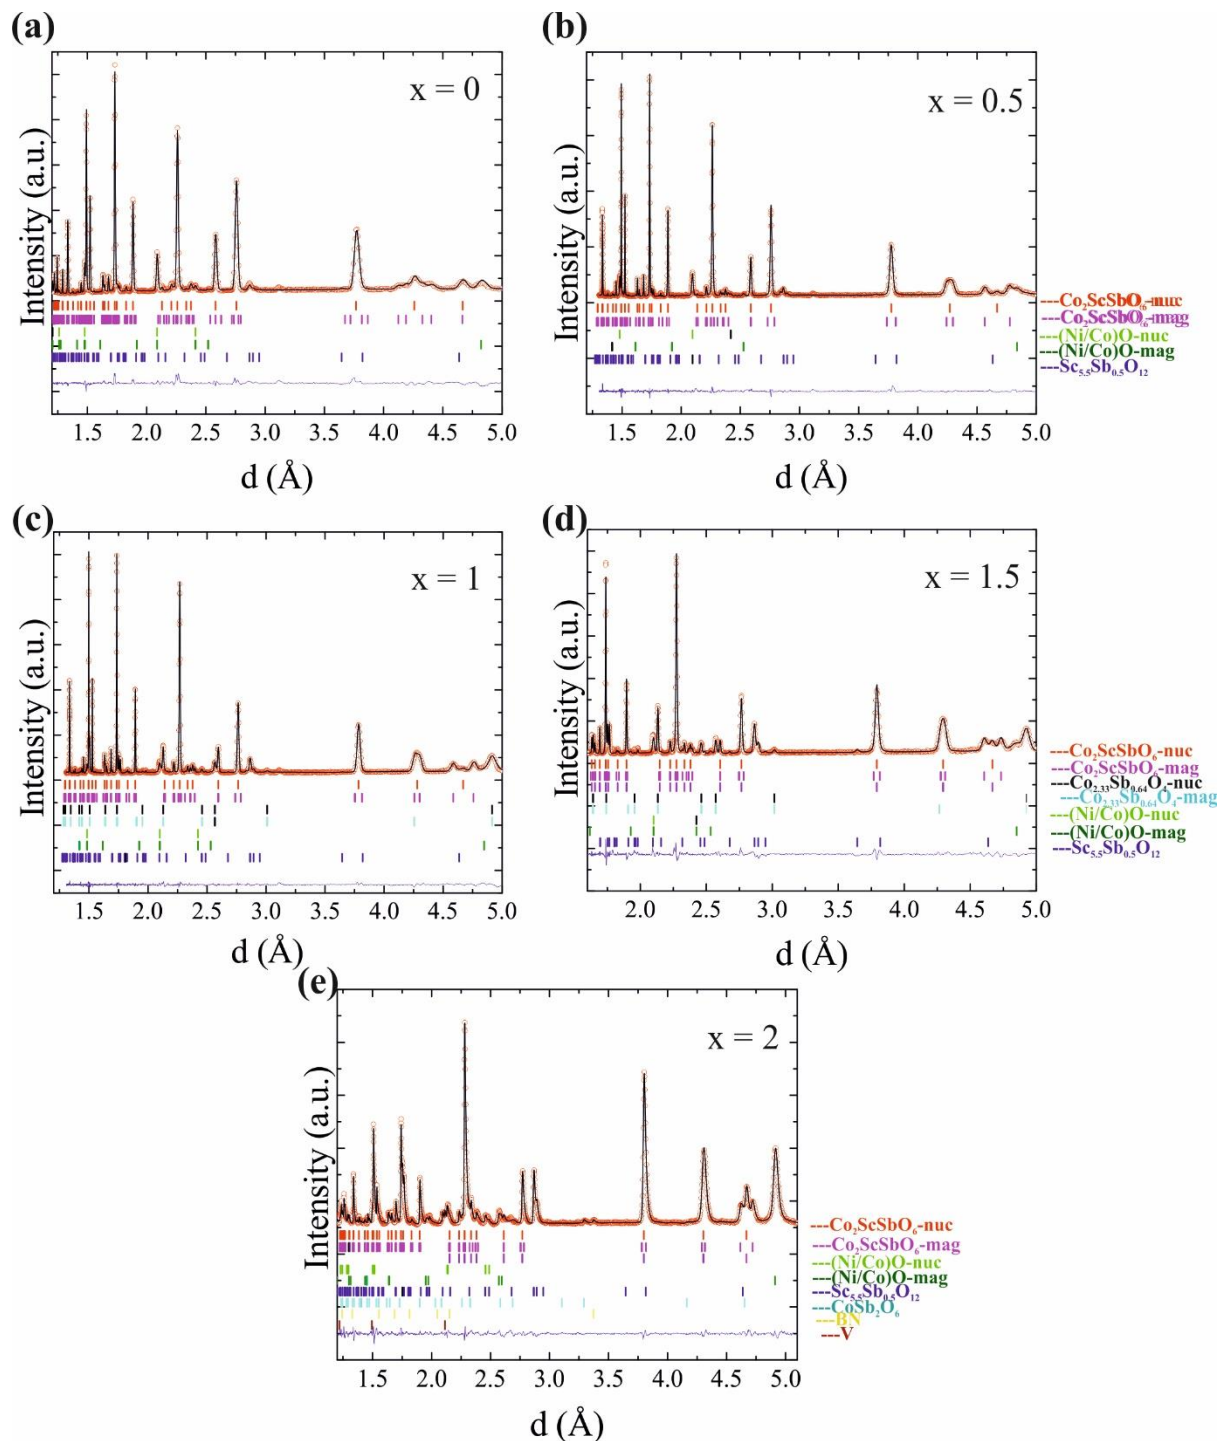 (a)
(b)
x = 0
x = 0.5
Intensity (a.u.)
Intensity (a.u.)
---(Ni/Co)O-nuc
---(Ni/Co)O-mag
---Sc₅.₅Sb₀.₅O₁₂
1.5 2.0 2.5 3.0 3.5 4.0 4.5 5.0
1.5 2.0 2.5 3.0 3.5 4.0 4.5 5.0
d (Å)
d (Å)
(c)
(d)
x = 1
x = 1.5
Intensity (a.u.)
Intensity (a.u.)
---Co₂ScSbO₆-nuc
---Co₂ScSbO₆-mag
---Co₂.₃₃Sb₀.₆₄O₄-nuc
---Co₂.₃₃Sb₀.₆₄O₄-mag
---(Ni/Co)O-nuc
---(Ni/Co)O-mag
---Sc₅.₅Sb₀.₅O₁₂
1.5 2.0 2.5 3.0 3.5 4.0 4.5 5.0
2.0 2.5 3.0 3.5 4.0 4.5 5.0
d (Å)
d (Å)
(e)
x = 2
Intensity (a.u.)
---Co₂ScSbO₆-nuc
---Co₂ScSbO₆-mag
---(Ni/Co)O-nuc
---(Ni/Co)O-mag
---Sc₅.₅Sb₀.₅O₁₂
---CoSb₂O₆
---BN
---V
1.5 2.0 2.5 3.0 3.5 4.0 4.5 5.0
d (Å)